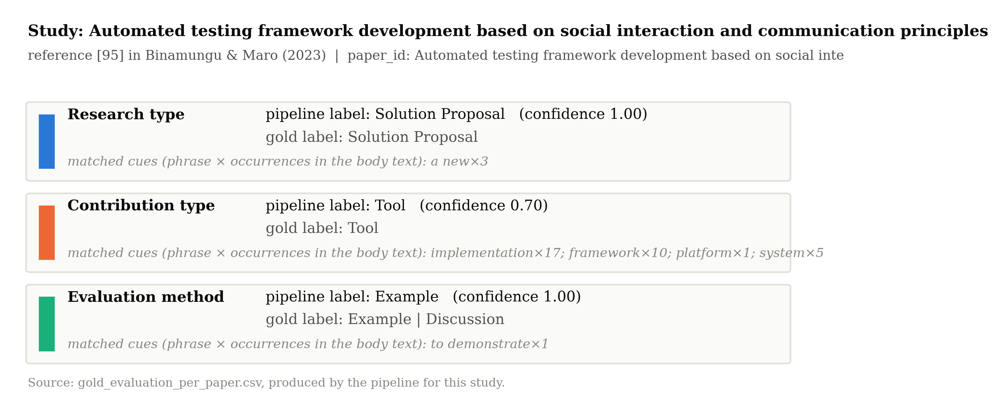 Study: Automated testing framework development based on social interaction and communication principles
reference [95] in Binamungu & Maro (2023) | paper_id: Automated testing framework development based on social inte
Research type pipeline label: Solution Proposal (confidence 1.00)
gold label: Solution Proposal
matched cues (phrase × occurrences in the body text): a new×3
Contribution type pipeline label: Tool (confidence 0.70)
gold label: Tool
matched cues (phrase × occurrences in the body text): implementation×17; framework×10; platform×1; system×5
Evaluation method pipeline label: Example (confidence 1.00)
gold label: Example | Discussion
matched cues (phrase × occurrences in the body text): to demonstrate×1
Source: gold_evaluation_per_paper.csv, produced by the pipeline for this study.